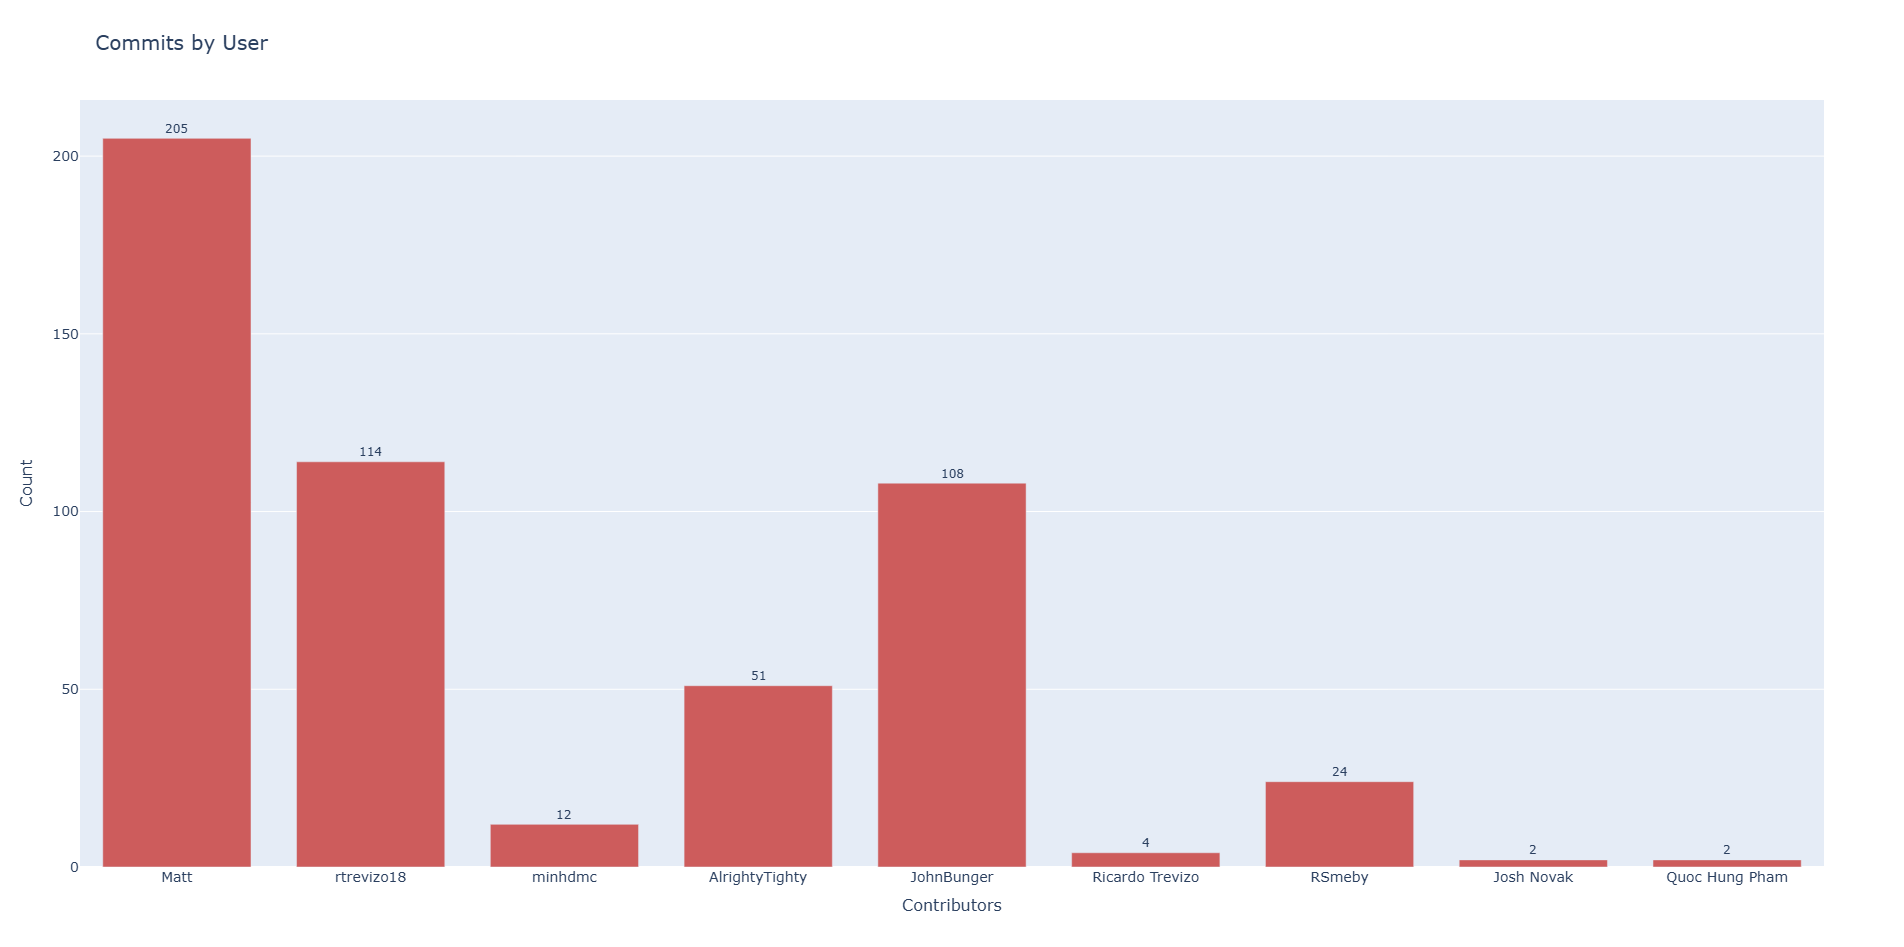 Commits by User
205
200
150
114
108
Count
100
51
50
24
12
4
2
2
0
Matt
rtrevizo18
minhdmc
AlrightyTighty
JohnBunger
Ricardo Trevizo
RSmeby
Josh Novak
Quoc Hung Pham
Contributors